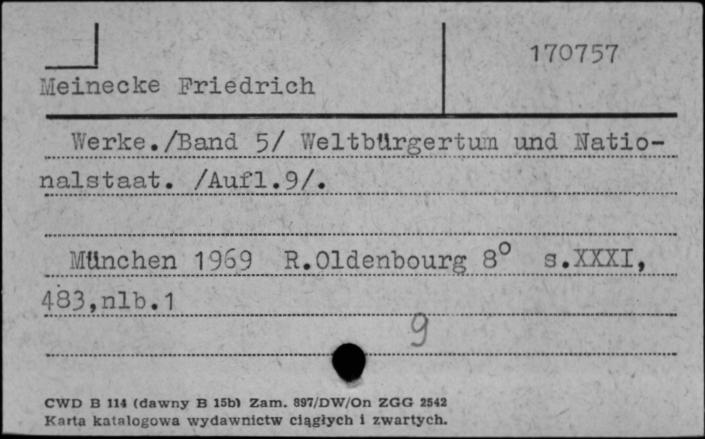 170757
Meinecke Friedrich
Werke./Band 5/ Weltbürgertum und Natio-
nalstaat. /Aufl.9/.
München 1969 R.Oldenbourg 8° s.XXXI,
483,nlb.1
9
CWD B 114 (dawny B 15b) Zam. 897/DW/On ZGG 2542
Karta katalogowa wydawnictw ciągłych i zwartych.